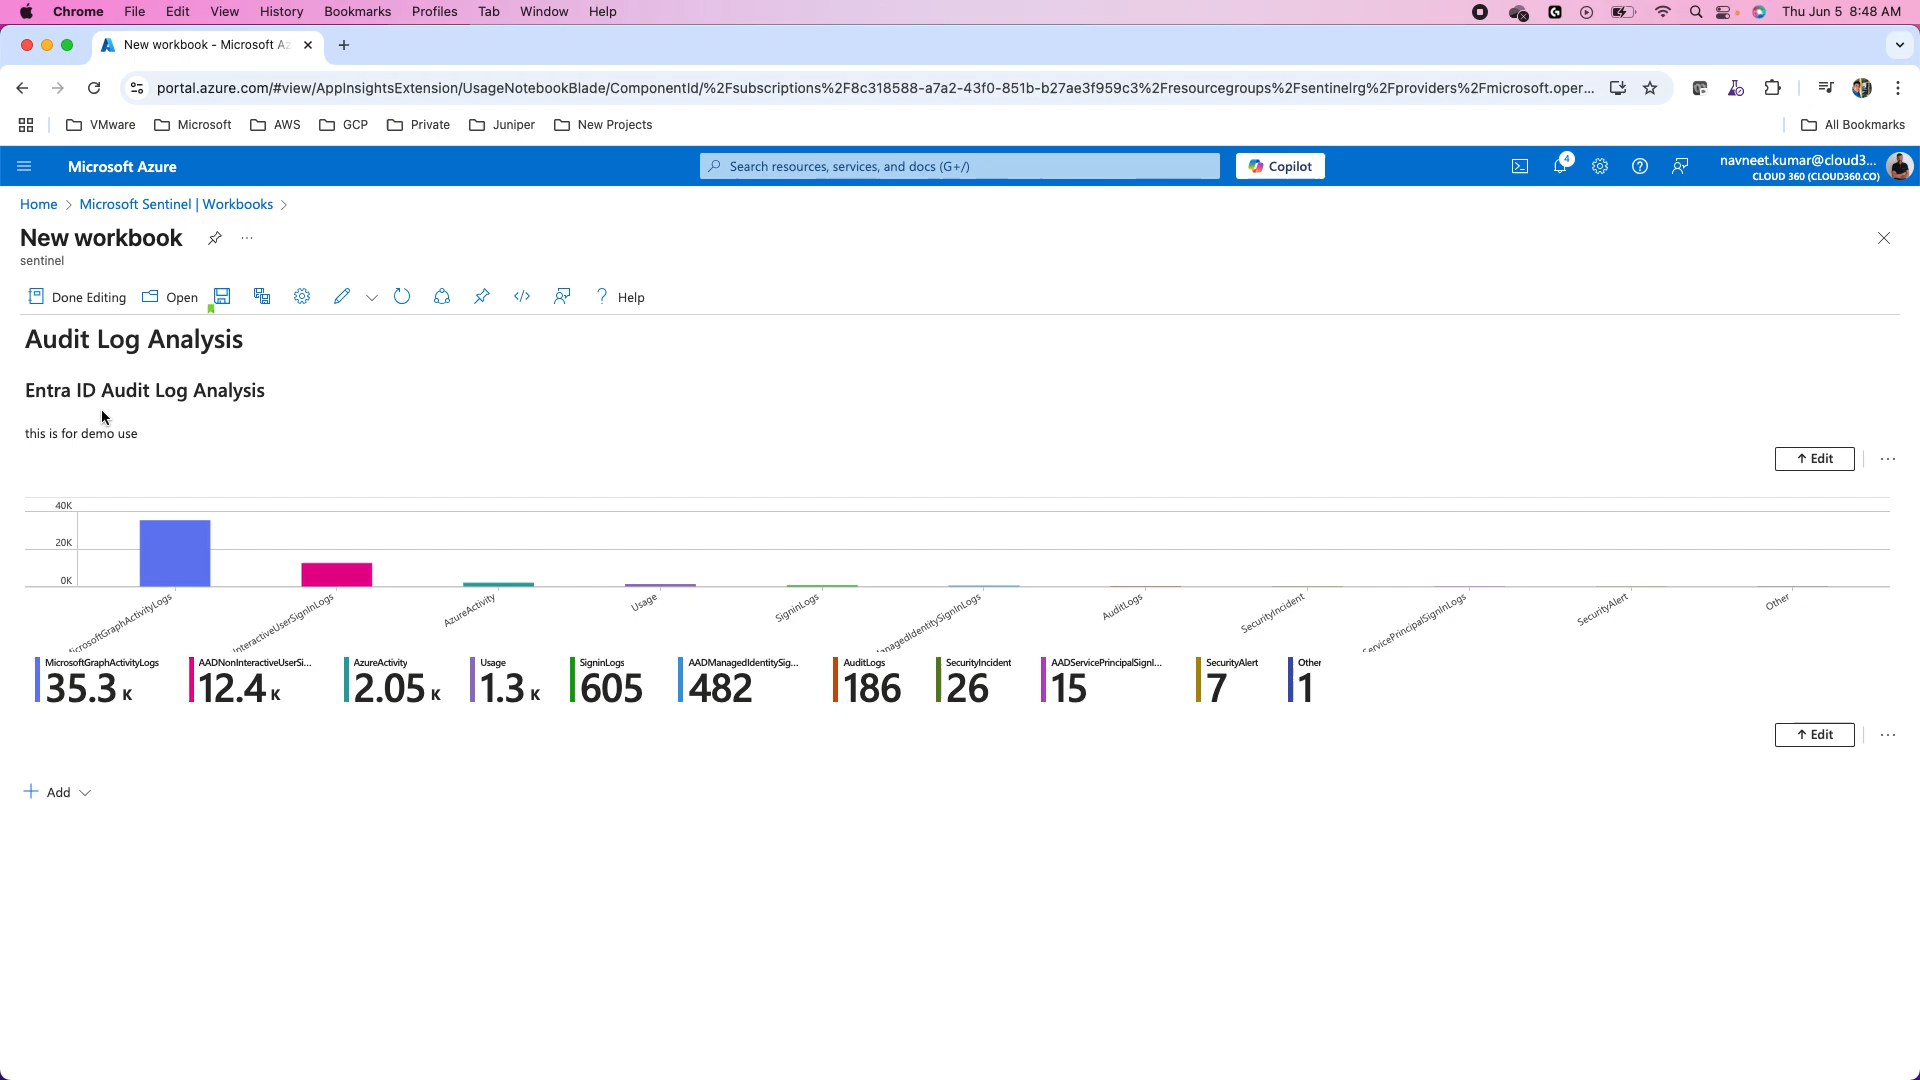 Chrome File Edit View History Bookmarks Profiles Tab Window Help Thu Jun 5 8:48 AM
New workbook - Microsoft Az
portal.azure.com/#view/AppInsightsExtension/UsageNotebookBlade/ComponentId/%2Fsubscriptions%2F8c318588-a7a2-43f0-851b-b27ae3f959c3%2Fresourcegroups%2Fsentinelrg%2Fproviders%2Fmicrosoft.oper...
VMware Microsoft AWS GCP Private Juniper New Projects All Bookmarks
Microsoft Azure Search resources, services, and docs (G+/) Copilot 4 navneet.kumar@cloud3...
CLOUD 360 (CLOUD360.CO)
Home > Microsoft Sentinel | Workbooks >
New workbook ...
sentinel
Done Editing Open Help
Audit Log Analysis
Entra ID Audit Log Analysis
this is for demo use
↑ Edit ...
40K
20K
0K
icrosoftGraphActivityLogs InteractiveUserSignInLogs AzureActivity Usage SigninLogs anagedIdentitySignInLogs AuditLogs SecurityIncident ervicePrincipalSignInLogs SecurityAlert Other
MicrosoftGraphActivityLogs AADNonInteractiveUserSi... AzureActivity Usage SigninLogs AADManagedIdentitySig... AuditLogs SecurityIncident AADServicePrincipalSignI... SecurityAlert Other
35.3 K 12.4 K 2.05 K 1.3 K 605 482 186 26 15 7 1
↑ Edit ...
+ Add